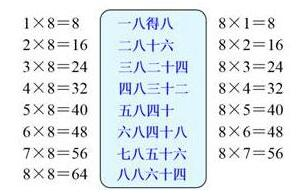 1×8=8 一八得八 8×1=8
2×8=16 二八十六 8×2=16
3×8=24 三八二十四 8×3=24
4×8=32 四八三十二 8×4=32
5×8=40 五八四十 8×5=40
6×8=48 六八四十八 8×6=48
7×8=56 七八五十六 8×7=56
8×8=64 八八六十四